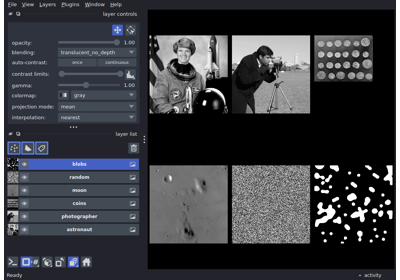 File View Layers Plugins Window Help
layer controls
opacity: 1.00
blending: translucent_no_depth
auto-contrast: once continuous
contrast limits:
gamma: 1.00
colormap: gray
projection mode: mean
interpolation: nearest
layer list
blobs
random
moon
coins
photographer
astronaut
Ready
activity